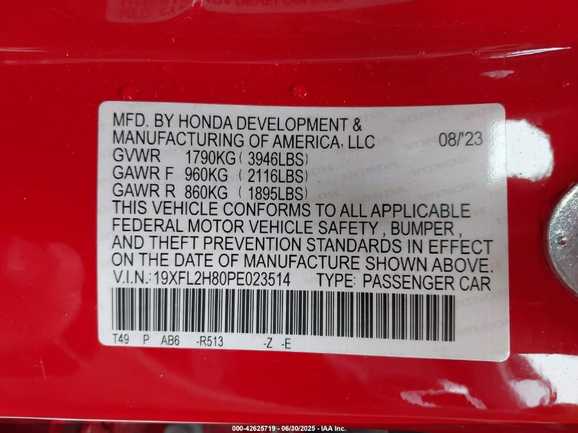 MFD. BY HONDA DEVELOPMENT &
MANUFACTURING OF AMERICA, LLC 08/'23
GVWR 1790KG ( 3946LBS)
GAWR F 960KG ( 2116LBS)
GAWR R 860KG ( 1895LBS)
THIS VEHICLE CONFORMS TO ALL APPLICABLE
FEDERAL MOTOR VEHICLE SAFETY , BUMPER ,
AND THEFT PREVENTION STANDARDS IN EFFECT
ON THE DATE OF MANUFACTURE SHOWN ABOVE.
V.I.N.: 19XFL2H80PE023514 TYPE: PASSENGER CAR
T49 P AB6 -R513 -Z -E
000-42625719 - 06/30/2025 - IAA Inc.